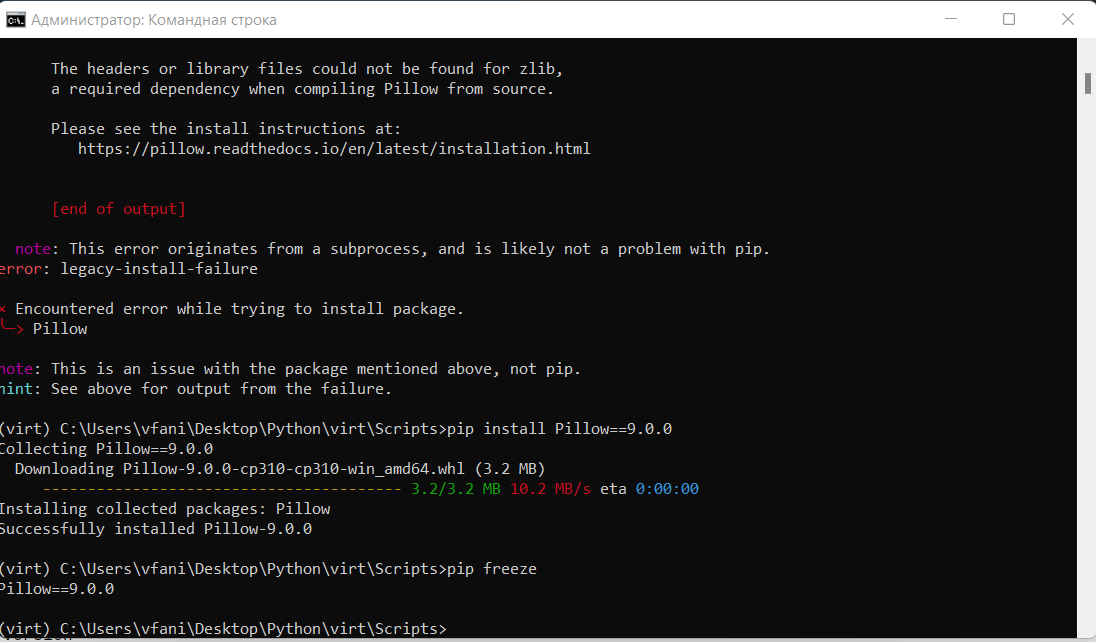 Администратор: Командная строка
The headers or library files could not be found for zlib,
a required dependency when compiling Pillow from source.
Please see the install instructions at:
https://pillow.readthedocs.io/en/latest/installation.html
[end of output]
note: This error originates from a subprocess, and is likely not a problem with pip.
error: legacy-install-failure
× Encountered error while trying to install package.
╰─> Pillow
note: This is an issue with the package mentioned above, not pip.
hint: See above for output from the failure.
(virt) C:\Users\vfani\Desktop\Python\virt\Scripts>pip install Pillow==9.0.0
Collecting Pillow==9.0.0
Downloading Pillow-9.0.0-cp310-cp310-win_amd64.whl (3.2 MB)
---------------------------------------- 3.2/3.2 MB 10.2 MB/s eta 0:00:00
Installing collected packages: Pillow
Successfully installed Pillow-9.0.0
(virt) C:\Users\vfani\Desktop\Python\virt\Scripts>pip freeze
Pillow==9.0.0
(virt) C:\Users\vfani\Desktop\Python\virt\Scripts>